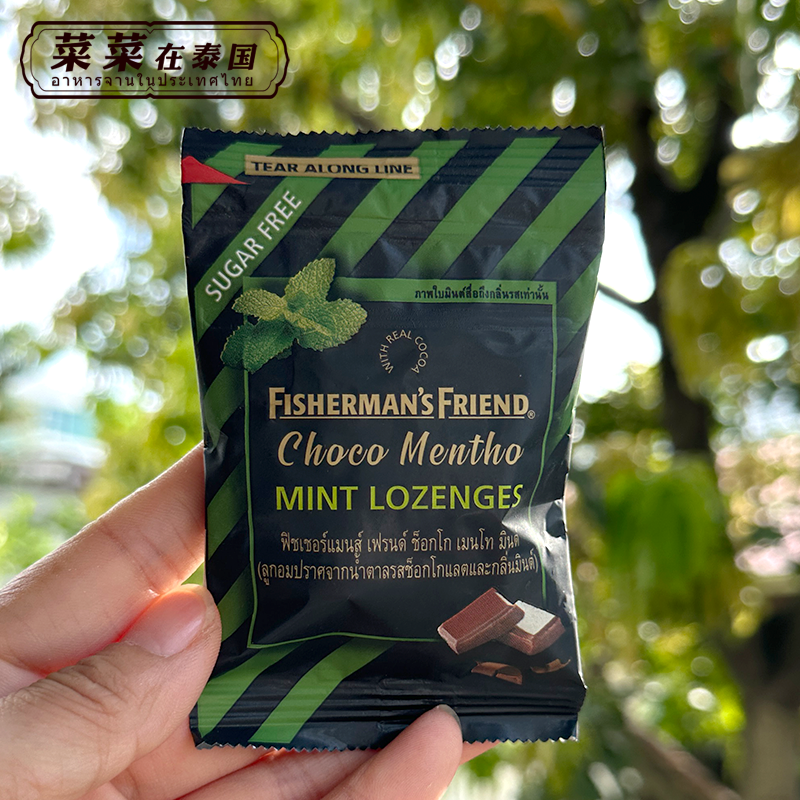 菜菜在泰国
อาหารจานในประเทศไทย
TEAR ALONG LINE
SUGAR FREE
ภาพใบมินต์สื่อถึงกลิ่นรสเท่านั้น
WITH REAL COCOA
FISHERMAN'S FRIEND®
Choco Mentho
MINT LOZENGES
ฟิชเชอร์แมนส์ เฟรนด์ ช็อกโก เมนโท มินต์
(ลูกอมปราศจากน้ำตาลรสช็อกโกแลตและกลิ่นมินต์)